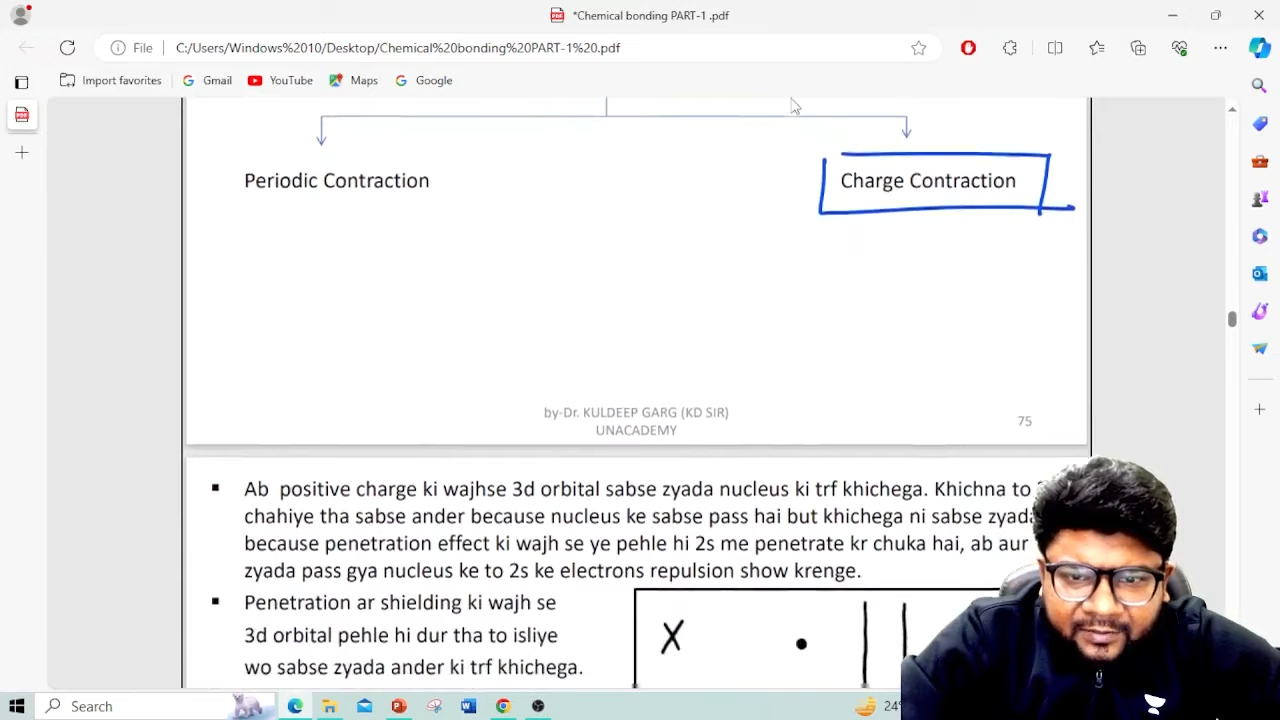 *Chemical bonding PART-1 .pdf
File
C:/Users/Windows%2010/Desktop/Chemical%20bonding%20PART-1%20.pdf
Import favorites
Gmail
YouTube
Maps
Google
Periodic Contraction
Charge Contraction
by-Dr. KULDEEP GARG (KD SIR)
UNACADEMY
75
Ab positive charge ki wajhse 3d orbital sabse zyada nucleus ki trf khichega. Khichna to
chahiye tha sabse ander because nucleus ke sabse pass hai but khichega ni sabse
because penetration effect ki wajh se ye pehle hi 2s me penetrate kr chuka hai, ab aur
zyada pass gya nucleus ke to 2s ke electrons repulsion show krenge.
Penetration ar shielding ki wajh se
3d orbital pehle hi dur tha to isliye
wo sabse zyada ander ki trf khichega.
X
Search
24°